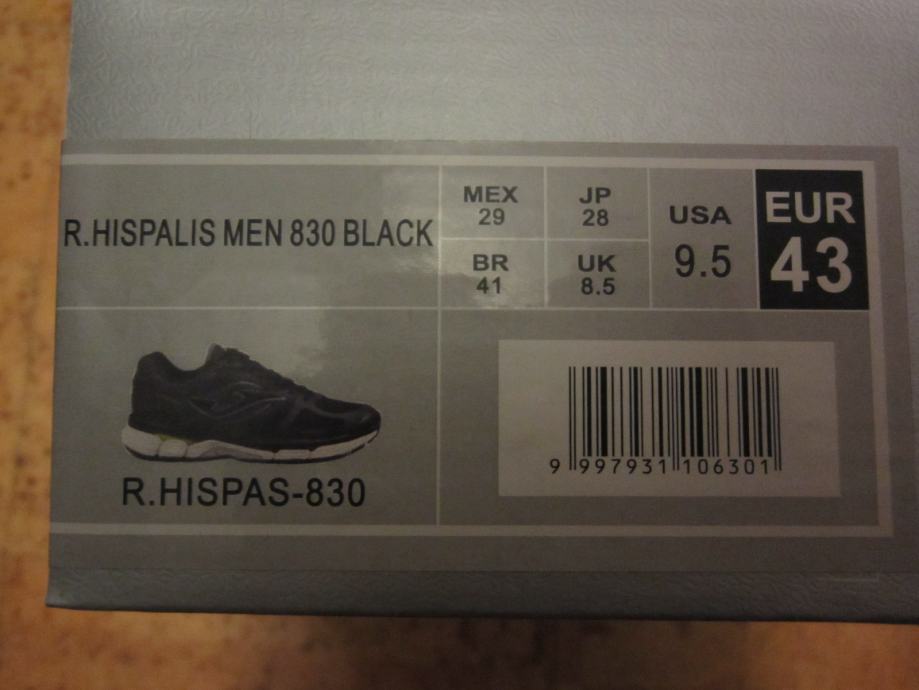 R.HISPALIS MEN 830 BLACK
MEX
29
JP
28
BR
41
UK
8.5
USA
9.5
EUR
43
R.HISPAS-830
9 997931 106301